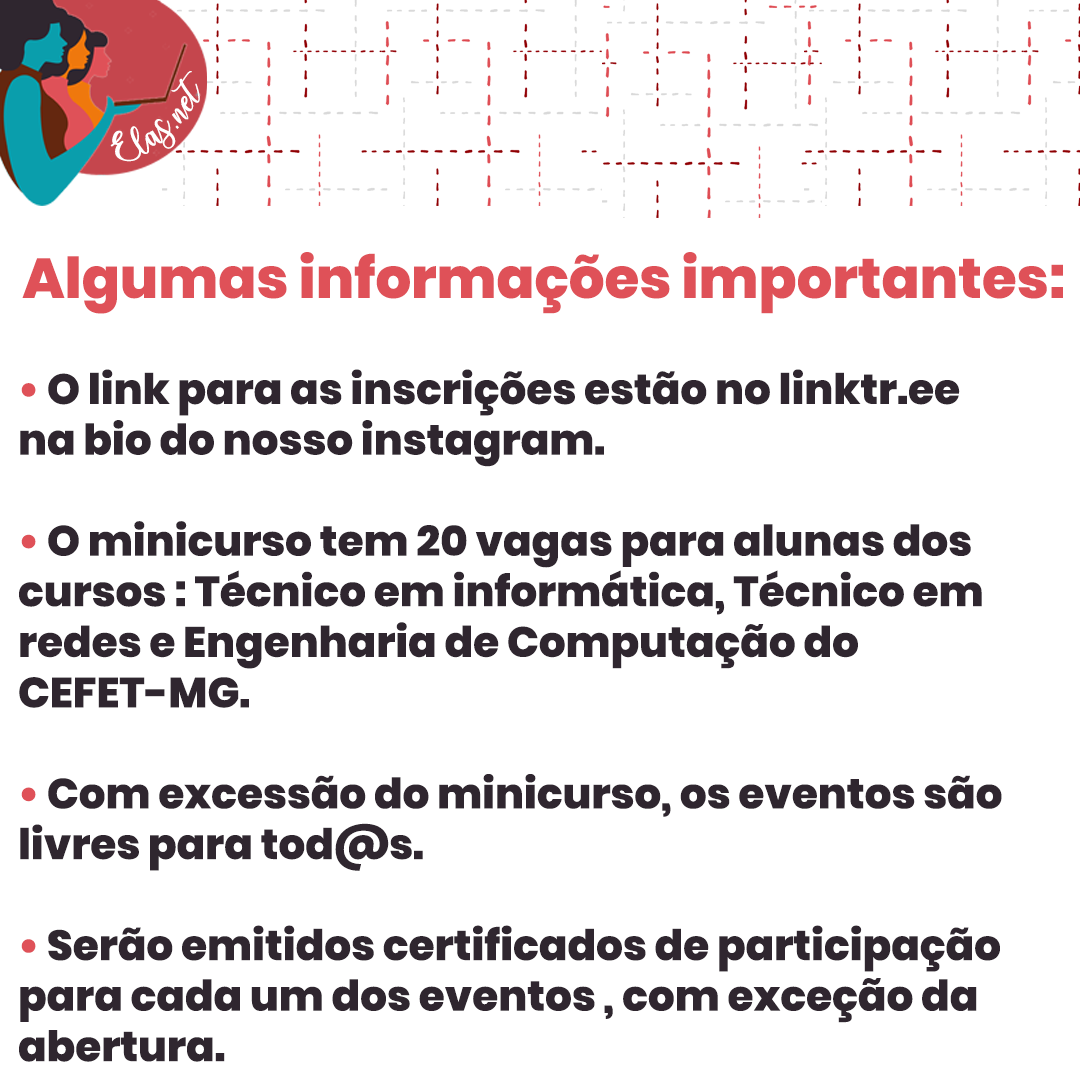 Elas.net
Algumas informações importantes:
• O link para as inscrições estão no linktr.ee
na bio do nosso instagram.
• O minicurso tem 20 vagas para alunas dos
cursos : Técnico em informática, Técnico em
redes e Engenharia de Computação do
CEFET-MG.
• Com excessão do minicurso, os eventos são
livres para tod@s.
• Serão emitidos certificados de participação
para cada um dos eventos , com exceção da
abertura.